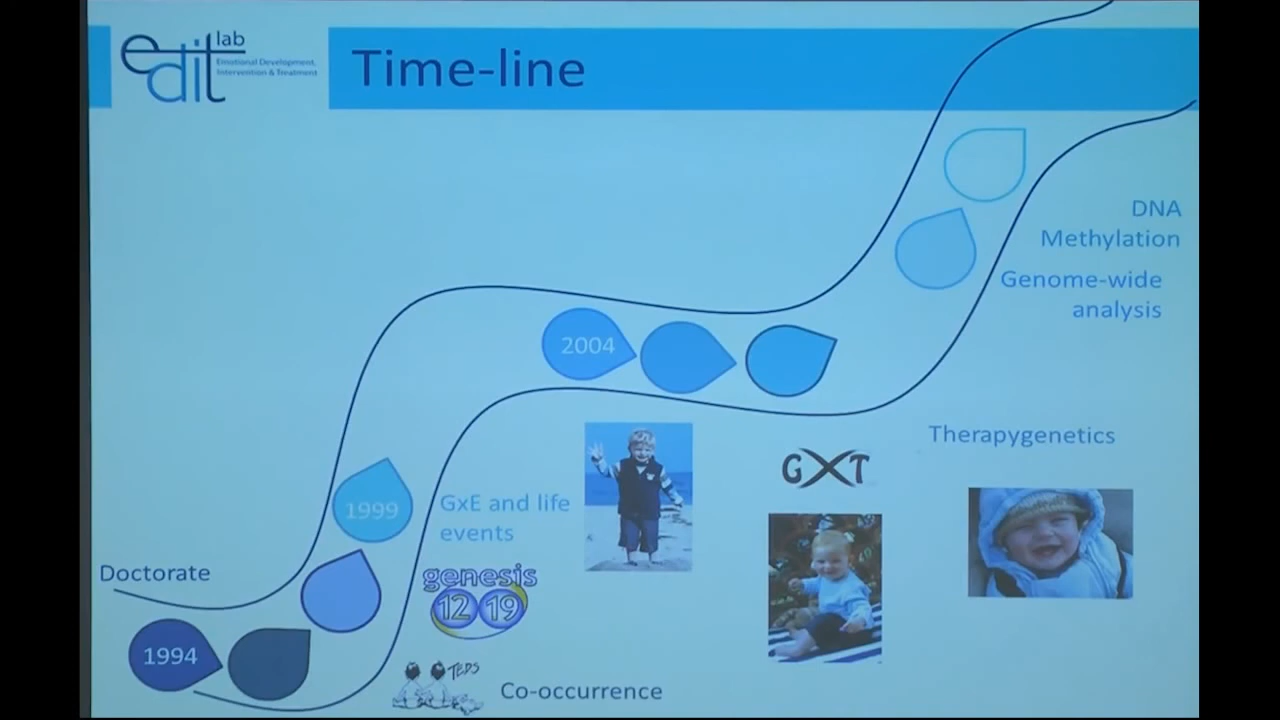 edit lab
Emotional Development,
Intervention & Treatment
Time-line
DNA
Methylation
Genome-wide
analysis
2004
Therapygenetics
GXT
1999
GxE and life
events
Doctorate
genesis
12 19
1994
TEDS
Co-occurrence